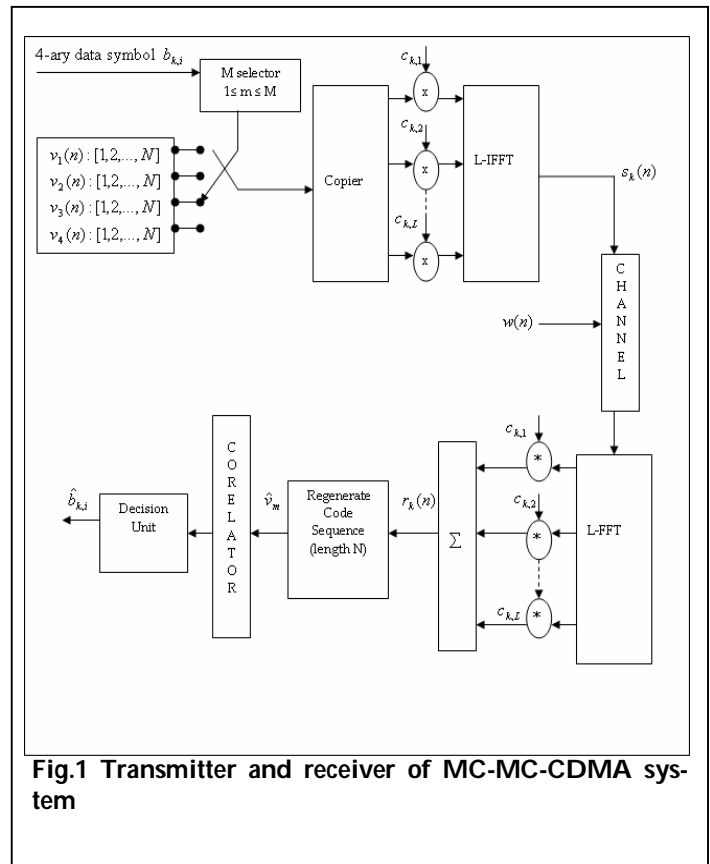 4-ary data symbol b_{k,i}
M selector
1≤ m ≤ M
v_1(n) : [1,2,..., N]
v_2(n) : [1,2,..., N]
v_3(n) : [1,2,..., N]
v_4(n) : [1,2,..., N]
Copier
c_{k,1}
x
c_{k,2}
x
c_{k,L}
x
L-IFFT
s_k(n)
C
H
A
N
N
E
L
w(n)
c_{k,1}
*
c_{k,2}
*
c_{k,L}
*
L-FFT
Σ
r_k(n)
Regenerate
Code
Sequence
(length N)
v̂_m
C
O
R
E
L
A
T
O
R
Decision
Unit
b̂_{k,i}
Fig.1 Transmitter and receiver of MC-MC-CDMA sys-
tem